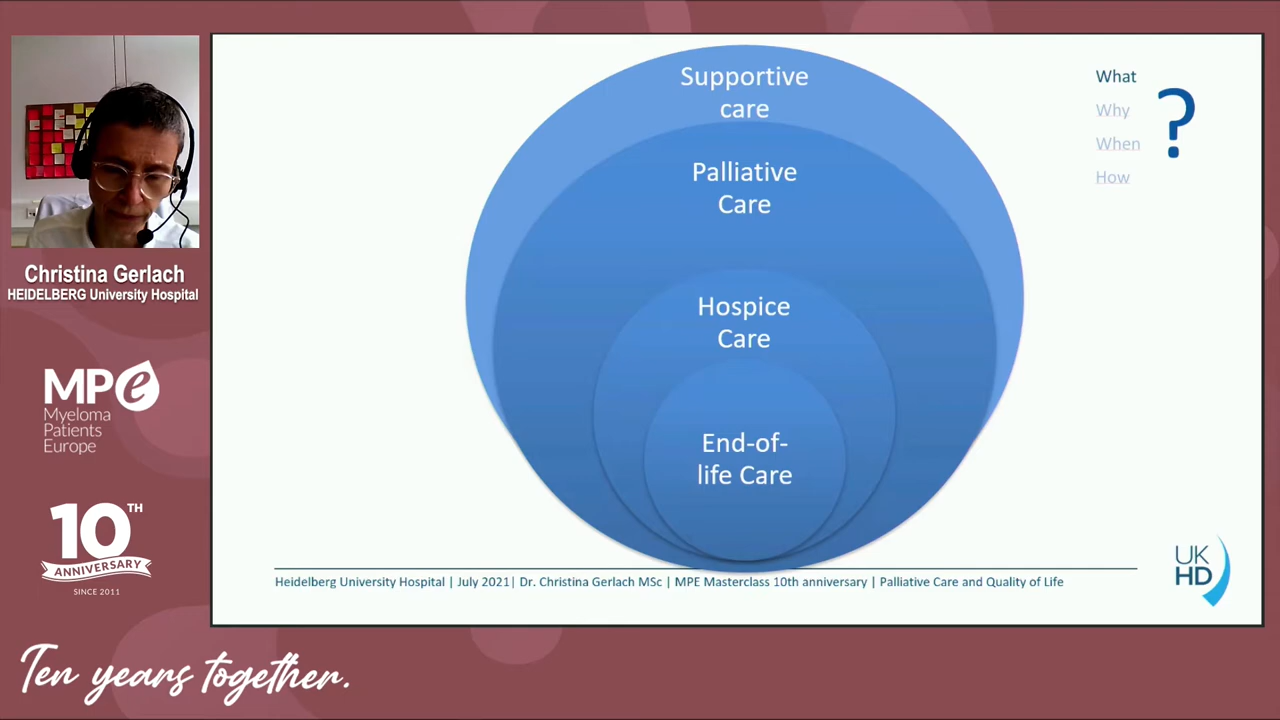 Supportive
care
Palliative
Care
Hospice
Care
End-of-
life Care
What
Why
When
How
?
Christina Gerlach
HEIDELBERG University Hospital
MPe
Myeloma
Patients
Europe
10TH
ANNIVERSARY
SINCE 2011
Heidelberg University Hospital | July 2021| Dr. Christina Gerlach MSc | MPE Masterclass 10th anniversary | Palliative Care and Quality of Life
UK
HD
Ten years together.